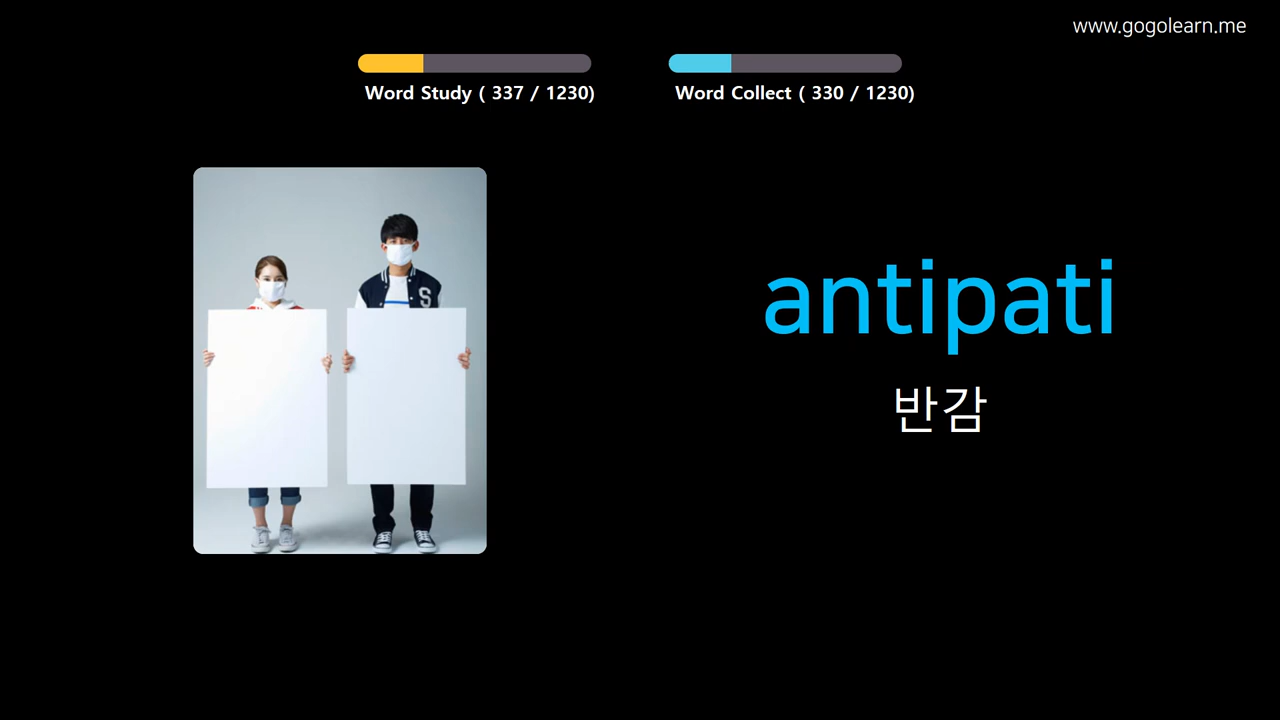 www.gogolearn.me
Word Study ( 337 / 1230)
Word Collect ( 330 / 1230)
S
antipati
반감